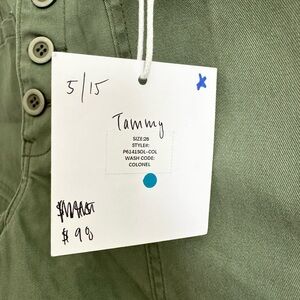 5/15
Tammy
SIZE:26
STYLE#:
P6141SOL-COL
WASH CODE:
COLONEL
$98